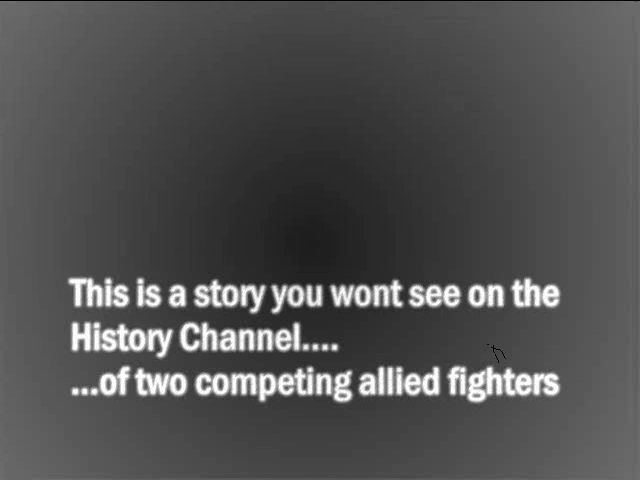 This is a story you wont see on the
History Channel....
...of two competing allied fighters